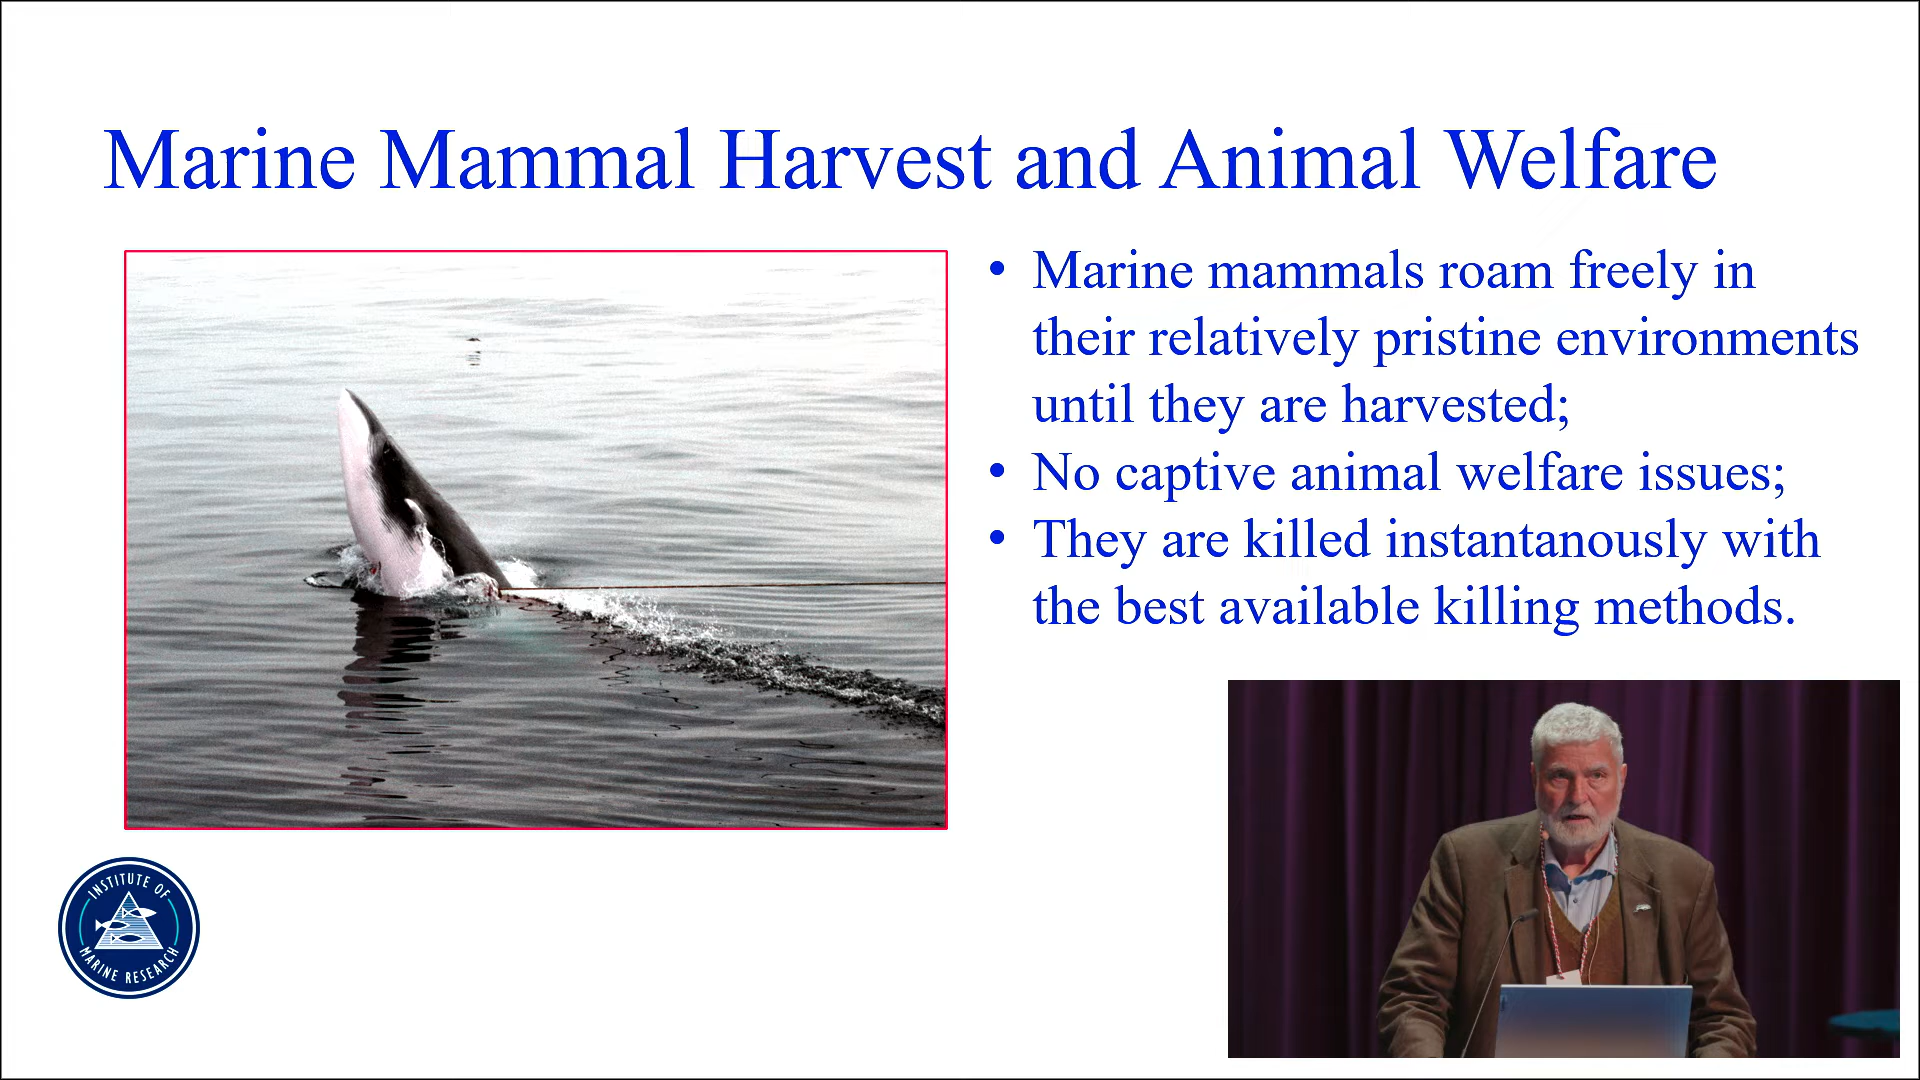 Marine Mammal Harvest and Animal Welfare
• Marine mammals roam freely in
their relatively pristine environments
until they are harvested;
• No captive animal welfare issues;
• They are killed instantanously with
the best available killing methods.
INSTITUTE OF
MARINE RESEARCH